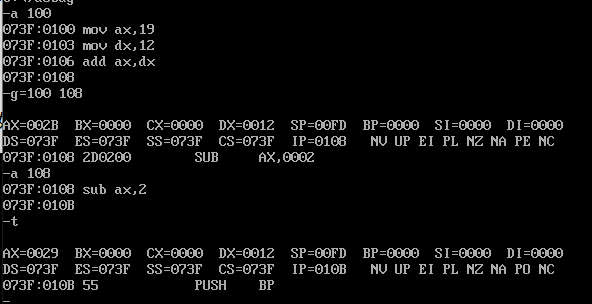 -a 100
073F:0100 mov ax,19
073F:0103 mov dx,12
073F:0106 add ax,dx
073F:0108
-g=100 108
AX=002B  BX=0000  CX=0000  DX=0012  SP=00FD  BP=0000  SI=0000  DI=0000
DS=073F  ES=073F  SS=073F  CS=073F  IP=0108   NV UP EI PL NZ NA PE NC
073F:0108 2D0200        SUB     AX,0002
-a 108
073F:0108 sub ax,2
073F:010B
-t
AX=0029  BX=0000  CX=0000  DX=0012  SP=00FD  BP=0000  SI=0000  DI=0000
DS=073F  ES=073F  SS=073F  CS=073F  IP=010B   NV UP EI PL NZ NA PO NC
073F:010B 55            PUSH    BP
-